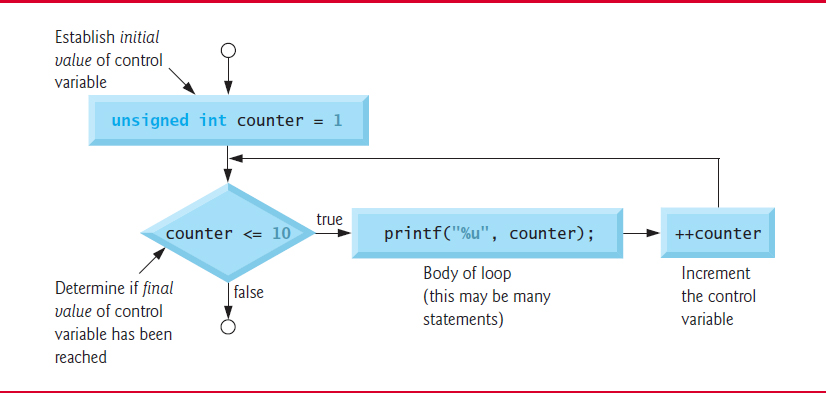 Establish initial
value of control
variable
unsigned int counter = 1
counter <= 10
true
printf("%u", counter);
++counter
Determine if final
value of control
variable has been
reached
false
Body of loop
(this may be many
statements)
Increment
the control
variable